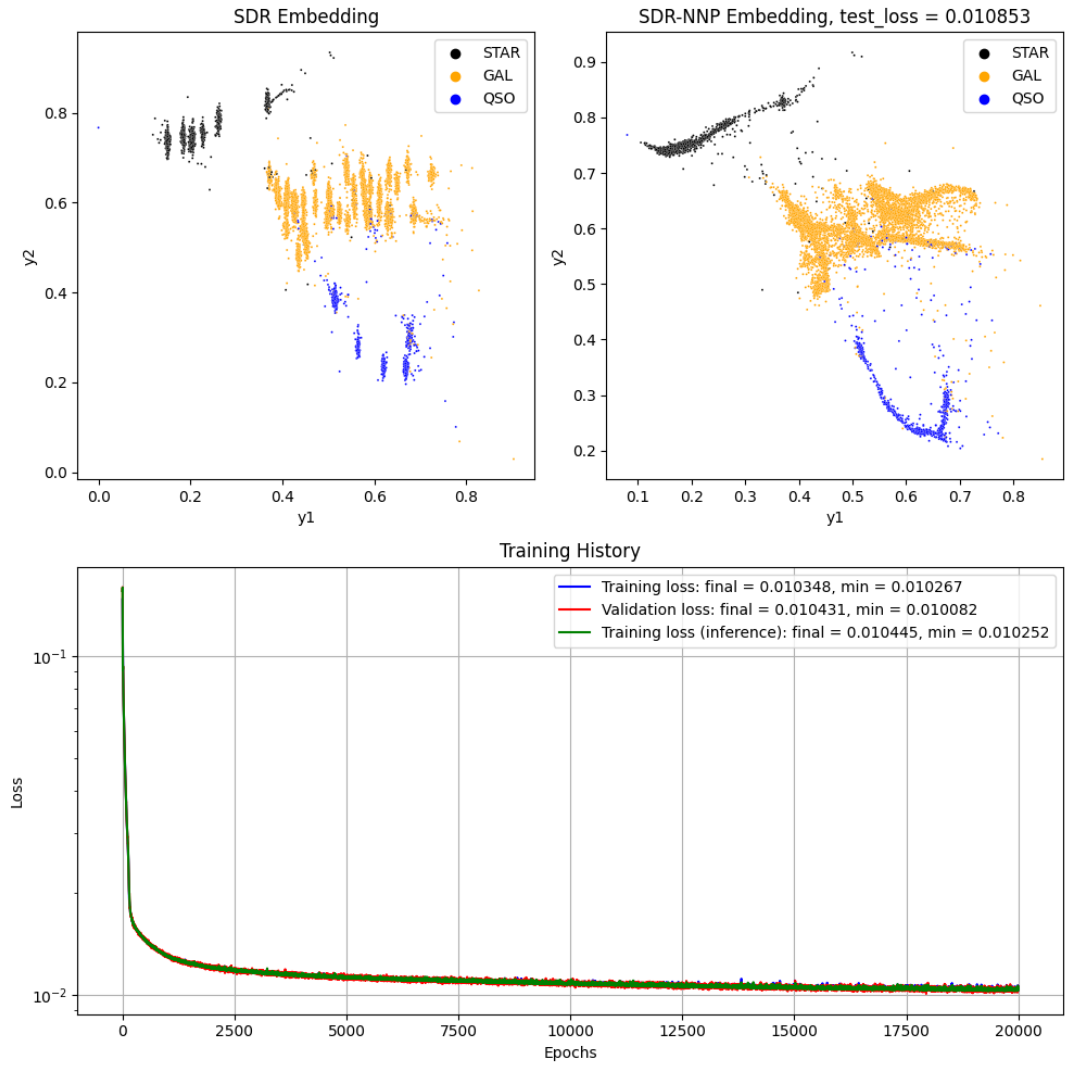 SDR Embedding
STAR
GAL
QSO
0.8
0.6
0.4
0.2
0.0
y2
0.0 0.2 0.4 0.6 0.8
y1
SDR-NNP Embedding, test_loss = 0.010853
STAR
GAL
QSO
0.9
0.8
0.7
0.6
0.5
0.4
0.3
0.2
y2
0.1 0.2 0.3 0.4 0.5 0.6 0.7 0.8
y1
Training History
Training loss: final = 0.010348, min = 0.010267
Validation loss: final = 0.010431, min = 0.010082
Training loss (inference): final = 0.010445, min = 0.010252
10⁻¹
10⁻²
Loss
0 2500 5000 7500 10000 12500 15000 17500 20000
Epochs